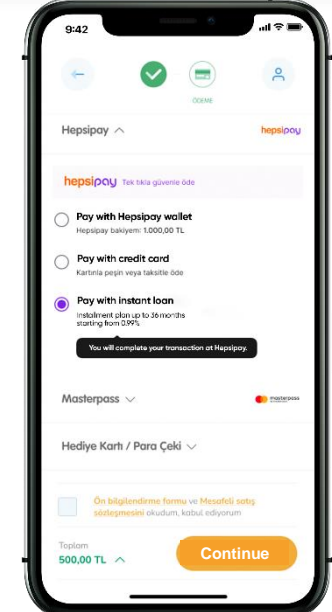 9:42
ÖDEME
Hepsipay
hepsipay
hepsipay Tek tıkla güvenle öde
Pay with Hepsipay wallet
Hepsipay bakiyem: 1.000,00 TL
Pay with credit card
Kartınla peşin veya taksitle öde
Pay with instant loan
Instalment plan up to 36 months
starting from 0.99%
You will complete your transaction at Hepsipay.
Masterpass
masterpass
Hediye Kartı / Para Çeki
Ön bilgilendirme formu ve Mesafeli satış
sözleşmesini okudum, kabul ediyorum
Toplam
500,00 TL
Continue